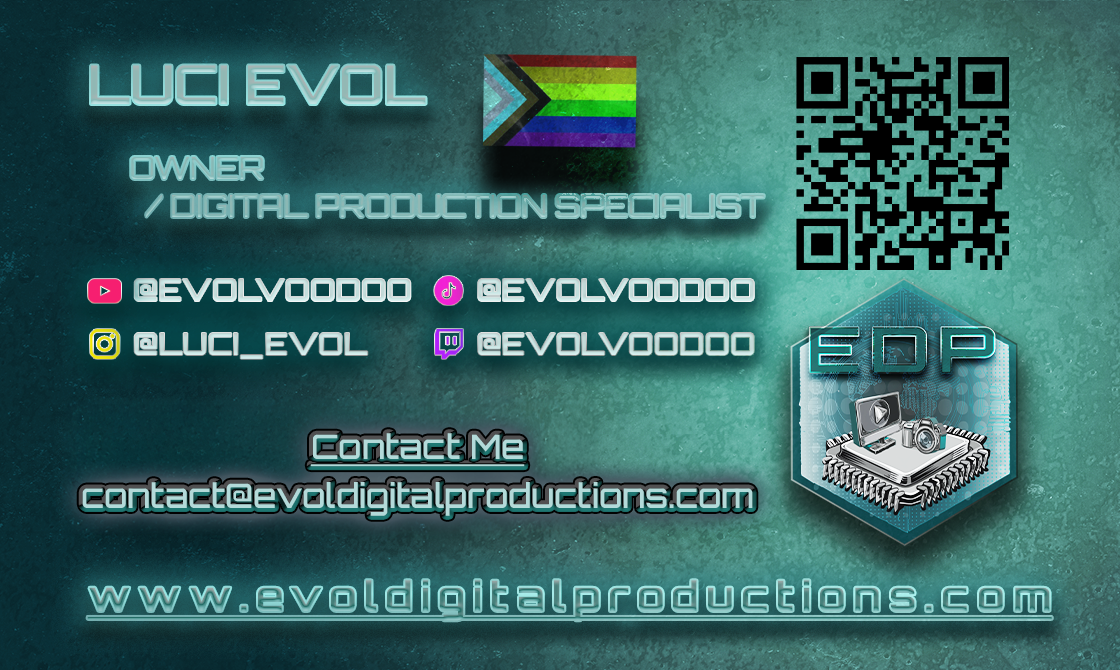 LUCI EVOL
OWNER
/ DIGITAL PRODUCTION SPECIALIST
@EVOLVOODOO @EVOLVOODOO
@LUCI_EVOL @EVOLVOODOO
EDP
Contact Me
contact@evoldigitalproductions.com
www.evoldigitalproductions.com